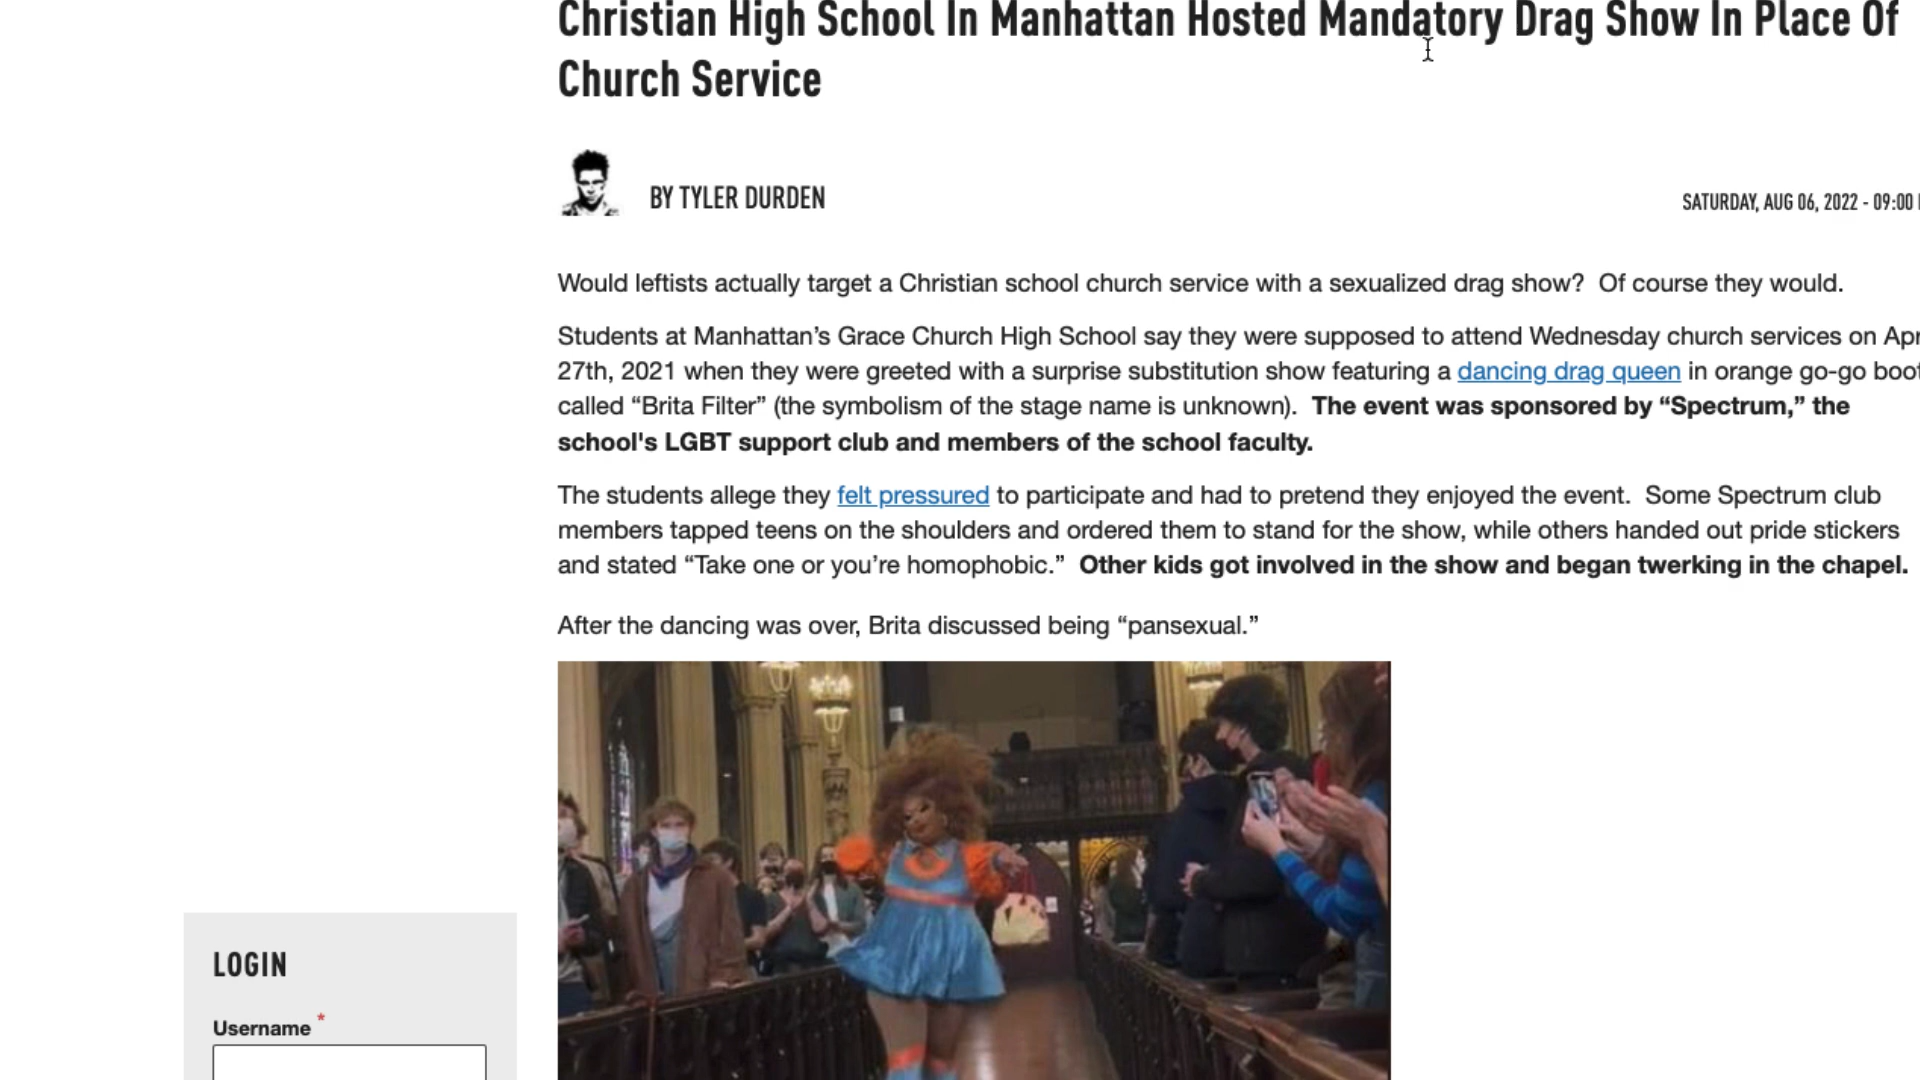 Christian High School In Manhattan Hosted Mandatory Drag Show In Place Of
Church Service
BY TYLER DURDEN
SATURDAY, AUG 06, 2022 - 09:00
Would leftists actually target a Christian school church service with a sexualized drag show?  Of course they would.
Students at Manhattan’s Grace Church High School say they were supposed to attend Wednesday church services on Apr
27th, 2021 when they were greeted with a surprise substitution show featuring a dancing drag queen in orange go-go boot
called “Brita Filter” (the symbolism of the stage name is unknown).  The event was sponsored by “Spectrum,” the
school's LGBT support club and members of the school faculty.
The students allege they felt pressured to participate and had to pretend they enjoyed the event.  Some Spectrum club
members tapped teens on the shoulders and ordered them to stand for the show, while others handed out pride stickers
and stated “Take one or you’re homophobic.”  Other kids got involved in the show and began twerking in the chapel.
After the dancing was over, Brita discussed being “pansexual.”
LOGIN
Username *